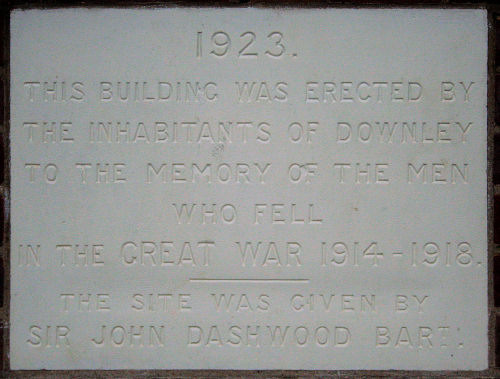 1923.
THIS BUILDING WAS ERECTED BY
THE INHABITANTS OF DOWNLEY
TO THE MEMORY OF THE MEN
WHO FELL
IN THE GREAT WAR 1914-1918.
THE SITE WAS GIVEN BY
SIR JOHN DASHWOOD BART.